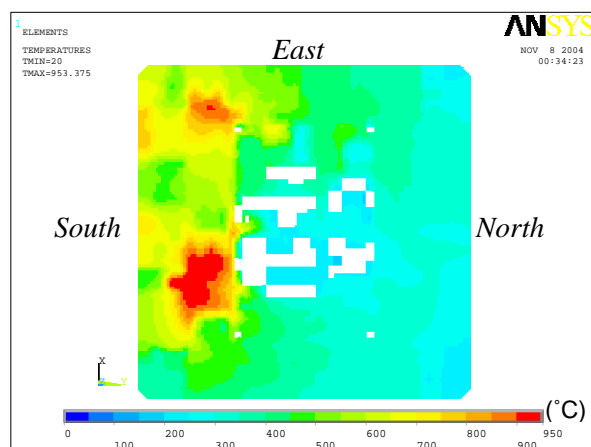 1
ELEMENTS
ANSYS
TEMPERATURES
TMIN=20
TMAX=953.375
NOV 8 2004
00:34:23
East
South
North
X
Z Y
(°C)
0 200 400 600 800 950
100 300 500 700 900